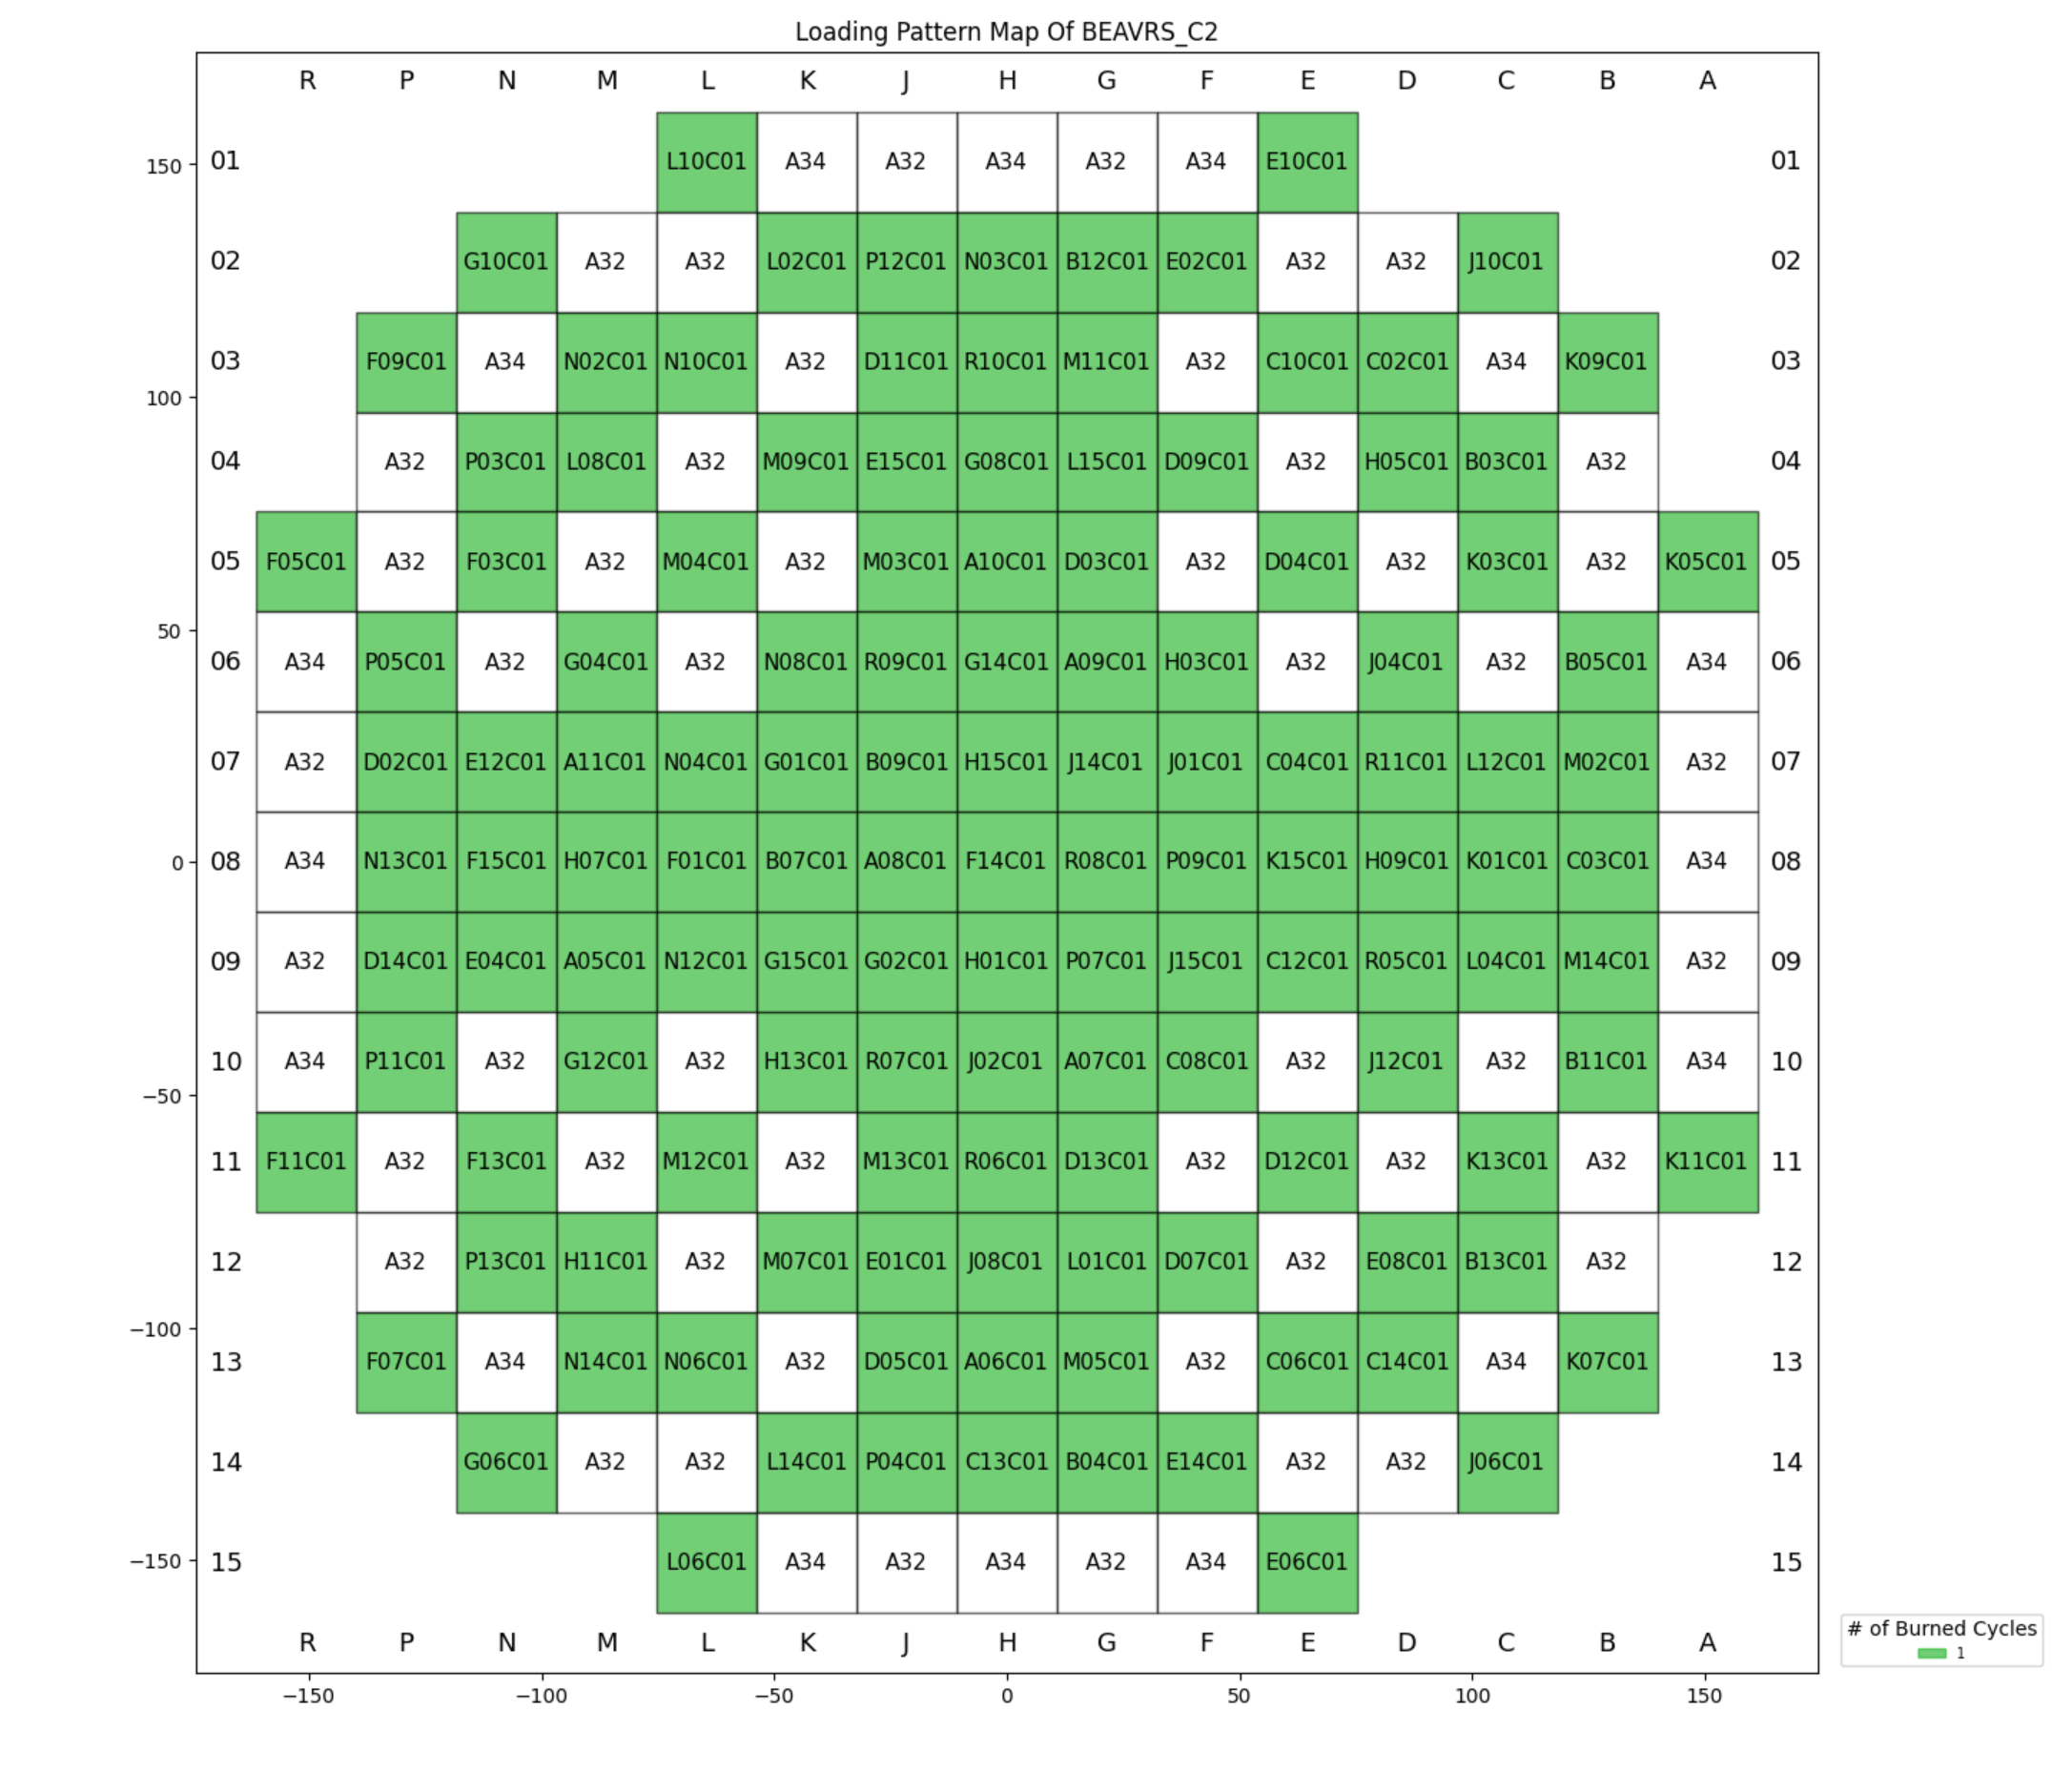 Loading Pattern Map Of BEAVRS_C2
R P N M L K J H G F E D C B A
01 L10C01 A34 A32 A34 A32 A34 E10C01 01
02 G10C01 A32 A32 L02C01 P12C01 N03C01 B12C01 E02C01 A32 A32 J10C01 02
03 F09C01 A34 N02C01 N10C01 A32 D11C01 R10C01 M11C01 A32 C10C01 C02C01 A34 K09C01 03
04 A32 P03C01 L08C01 A32 M09C01 E15C01 G08C01 L15C01 D09C01 A32 H05C01 B03C01 A32 04
05 F05C01 A32 F03C01 A32 M04C01 A32 M03C01 A10C01 D03C01 A32 D04C01 A32 K03C01 A32 K05C01 05
06 A34 P05C01 A32 G04C01 A32 N08C01 R09C01 G14C01 A09C01 H03C01 A32 J04C01 A32 B05C01 A34 06
07 A32 D02C01 E12C01 A11C01 N04C01 G01C01 B09C01 H15C01 J14C01 J01C01 C04C01 R11C01 L12C01 M02C01 A32 07
08 A34 N13C01 F15C01 H07C01 F01C01 B07C01 A08C01 F14C01 R08C01 P09C01 K15C01 H09C01 K01C01 C03C01 A34 08
09 A32 D14C01 E04C01 A05C01 N12C01 G15C01 G02C01 H01C01 P07C01 J15C01 C12C01 R05C01 L04C01 M14C01 A32 09
10 A34 P11C01 A32 G12C01 A32 H13C01 R07C01 J02C01 A07C01 F08C01 A32 J12C01 A32 B11C01 A34 10
11 F11C01 A32 F13C01 A32 M12C01 A32 M13C01 R06C01 D13C01 A32 D12C01 A32 K13C01 A32 K11C01 11
12 A32 P13C01 H11C01 A32 M07C01 E01C01 J08C01 L01C01 D07C01 A32 E08C01 B13C01 A32 12
13 F07C01 A34 N14C01 N06C01 A32 D05C01 A06C01 M05C01 A32 C06C01 C14C01 A34 K07C01 13
14 G06C01 A32 A32 L14C01 P04C01 C13C01 B04C01 E14C01 A32 A32 J06C01 14
15 L06C01 A34 A32 A34 A32 A34 E06C01 15
R P N M L K J H G F E D C B A
150
100
50
0
−50
−100
−150
−150 −100 −50 0 50 100 150
# of Burned Cycles
1